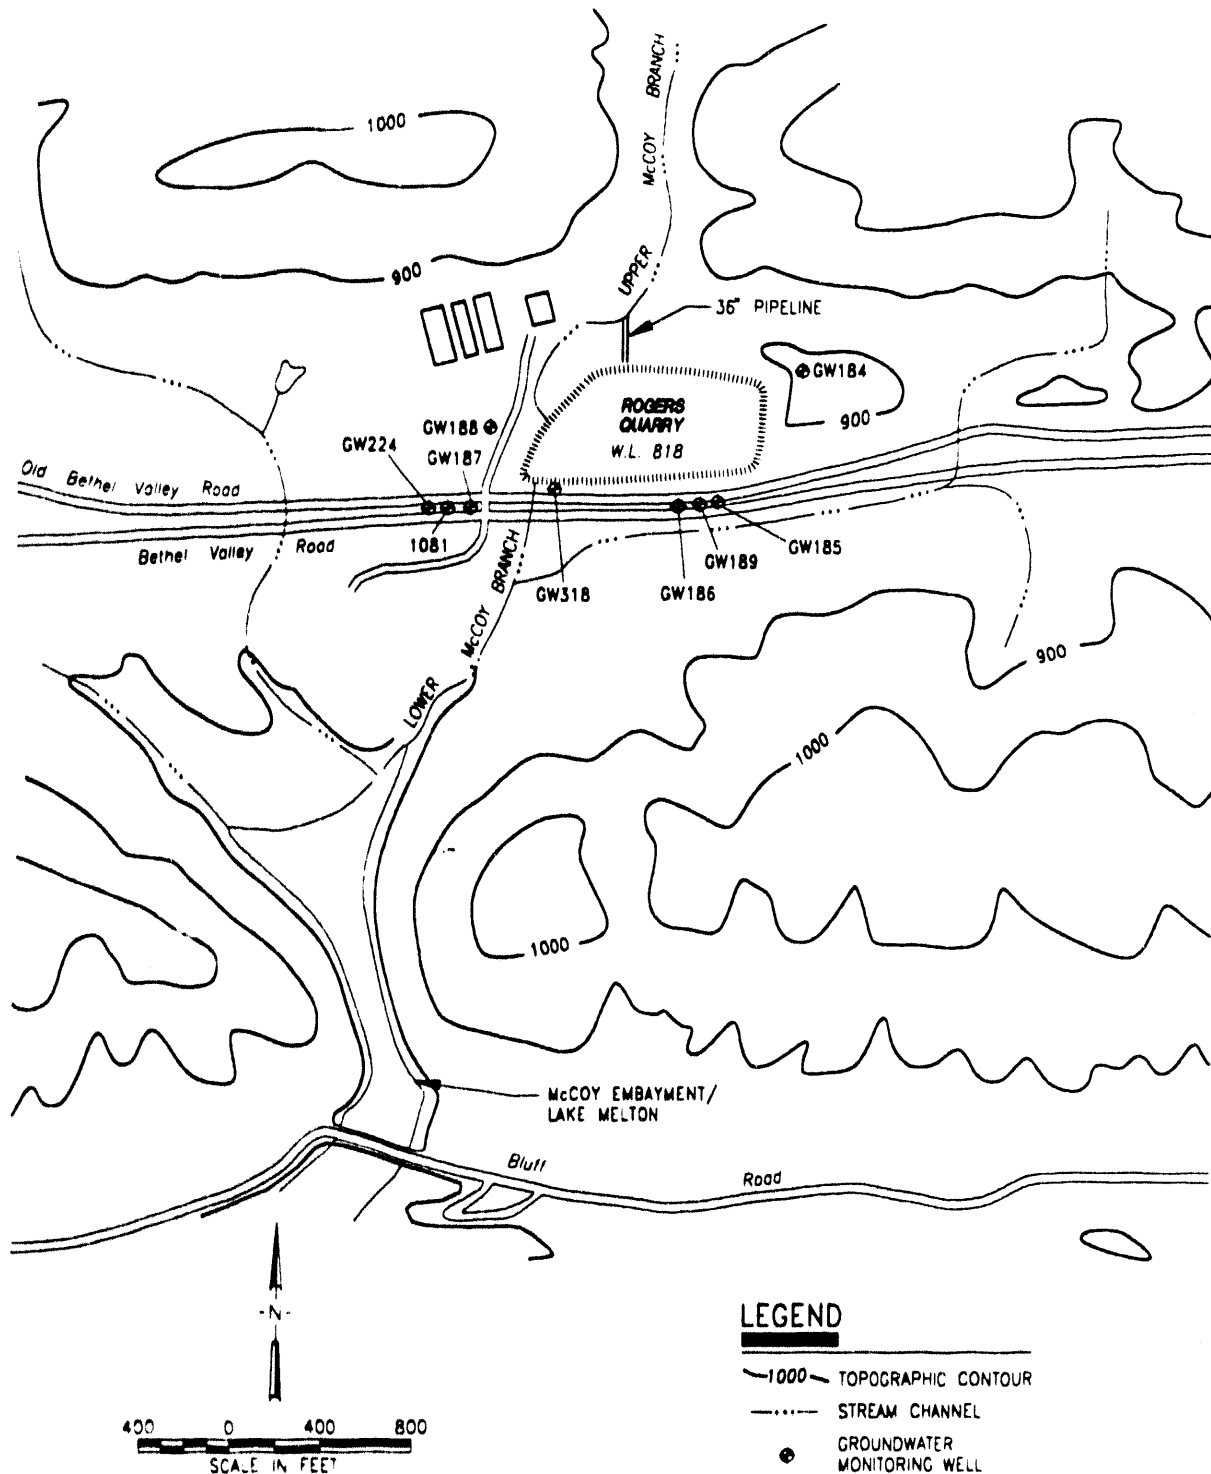 1000
UPPER McCOY BRANCH
900
36" PIPELINE
GW184
900
ROGERS
QUARRY
W.L. 818
GW188
GW224
GW187
Old Bethel Valley Road
1081
Bethel Valley Road
GW318
GW186
GW189
GW185
LOWER McCOY BRANCH
900
1000
1000
McCOY EMBAYMENT/
LAKE MELTON
Bluff Road
-N-
400 0 400 800
SCALE IN FEET
LEGEND
1000 TOPOGRAPHIC CONTOUR
STREAM CHANNEL
GROUNDWATER
MONITORING WELL